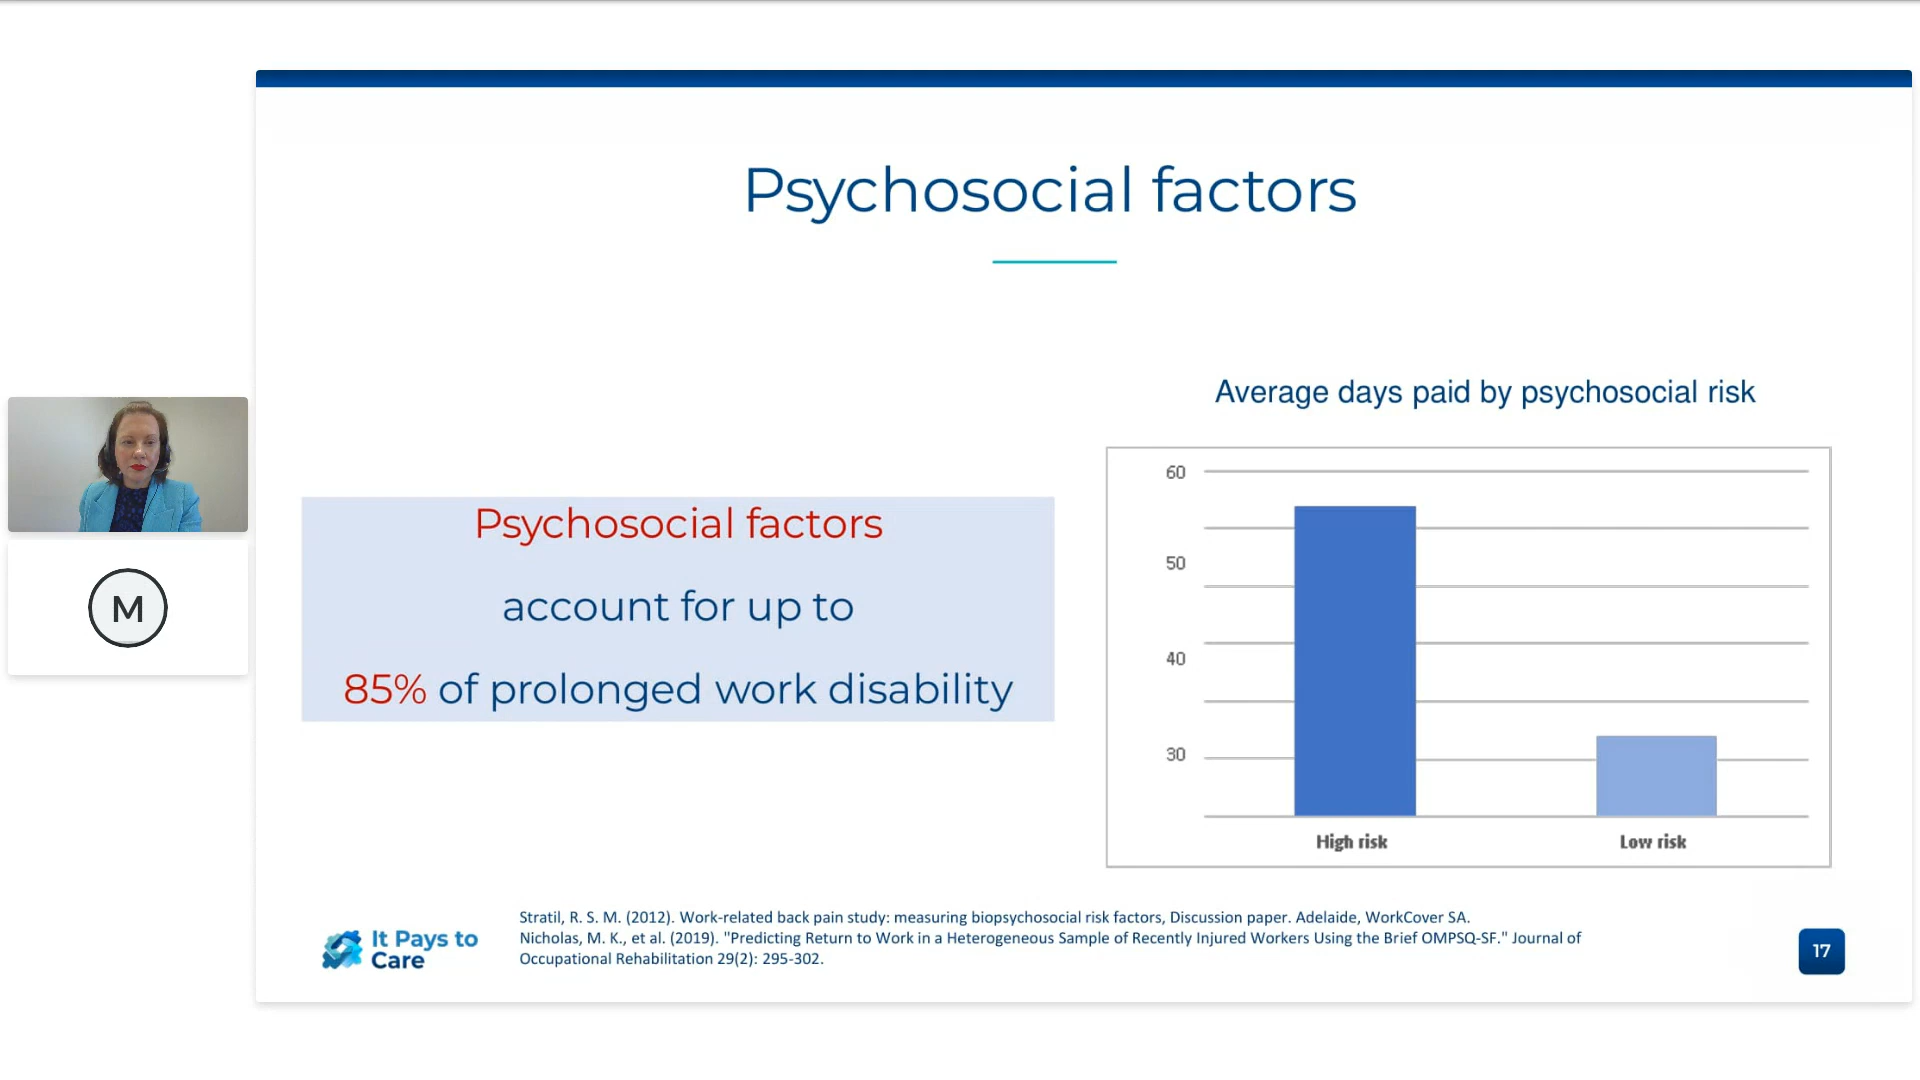 Psychosocial factors
Average days paid by psychosocial risk
Psychosocial factors
account for up to
85% of prolonged work disability
60
50
40
30
High risk
Low risk
M
It Pays to
Care
Stratil, R. S. M. (2012). Work-related back pain study: measuring biopsychosocial risk factors, Discussion paper. Adelaide, WorkCover SA.
Nicholas, M. K., et al. (2019). "Predicting Return to Work in a Heterogeneous Sample of Recently Injured Workers Using the Brief OMPSQ-SF." Journal of
Occupational Rehabilitation 29(2): 295-302.
17